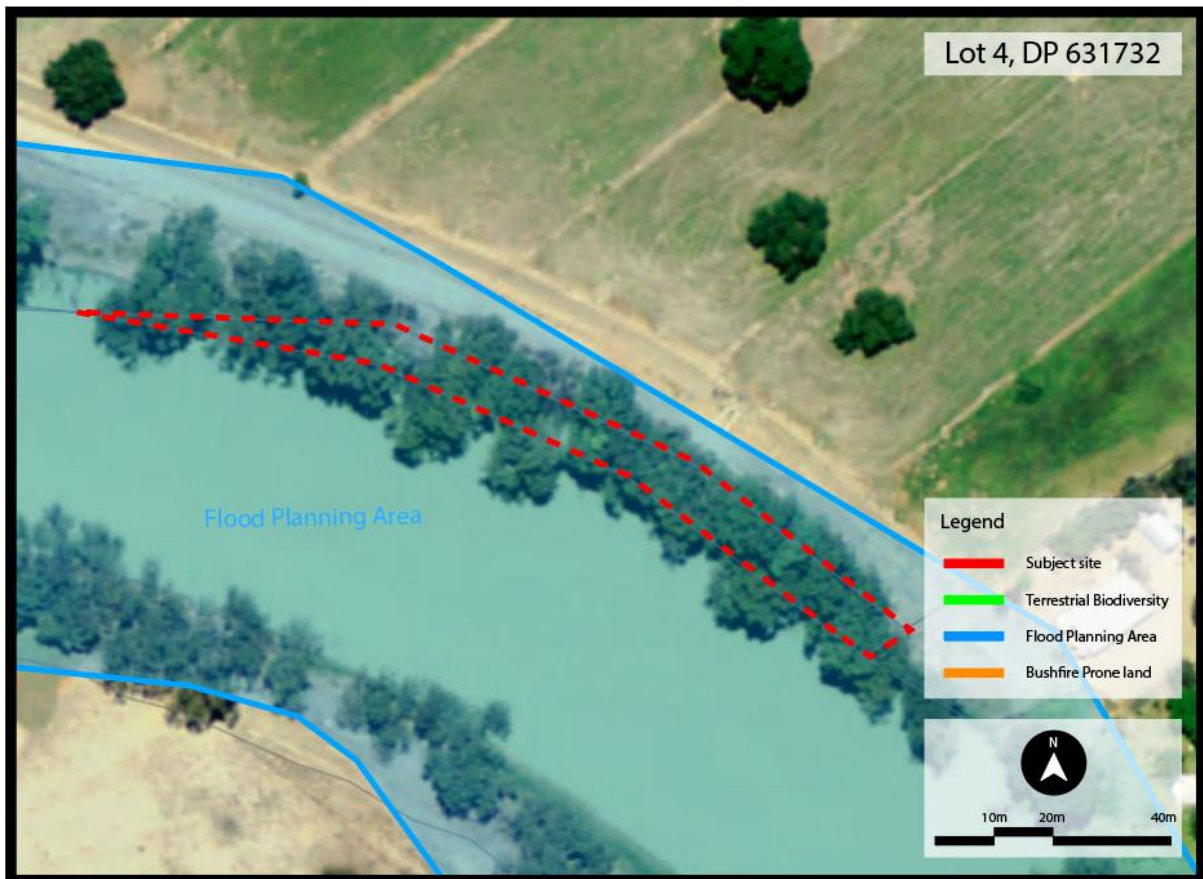 Lot 4, DP 631732
Flood Planning Area
Legend
Subject site
Terrestrial Biodiversity
Flood Planning Area
Bushfire Prone land
N
10m 20m 40m